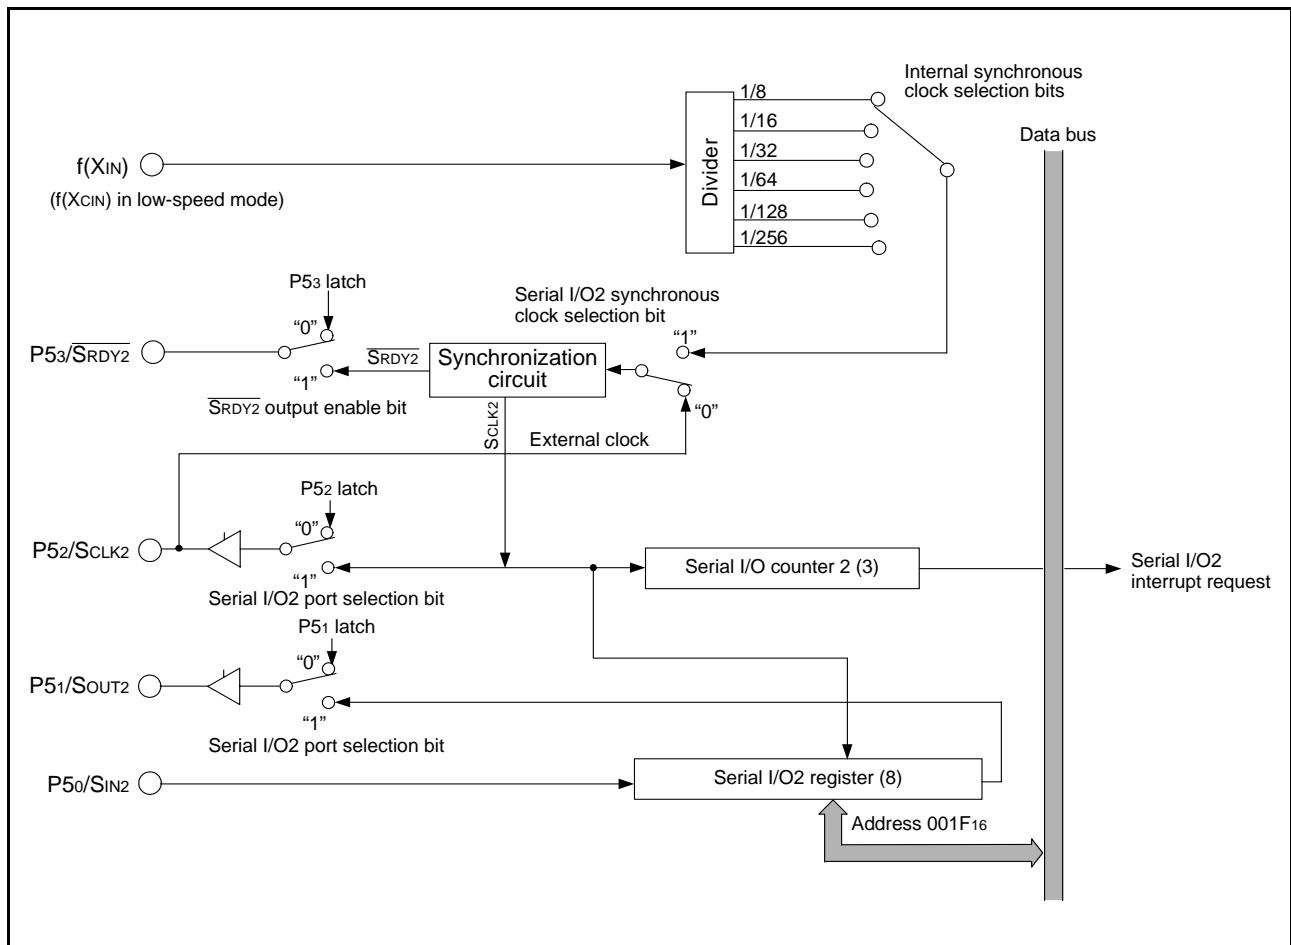 Internal synchronous
clock selection bits
Data bus
f(XIN)
(f(XCIN) in low-speed mode)
Divider
1/8
1/16
1/32
1/64
1/128
1/256
P53 latch
Serial I/O2 synchronous
clock selection bit
“0”
“1”
P53/SRDY2
SRDY2
Synchronization
circuit
“1”
“0”
SRDY2 output enable bit
SCLK2
External clock
P52 latch
“0”
P52/SCLK2
“1”
Serial I/O2 port selection bit
Serial I/O counter 2 (3)
Serial I/O2
interrupt request
P51 latch
“0”
P51/SOUT2
“1”
Serial I/O2 port selection bit
P50/SIN2
Serial I/O2 register (8)
Address 001F16